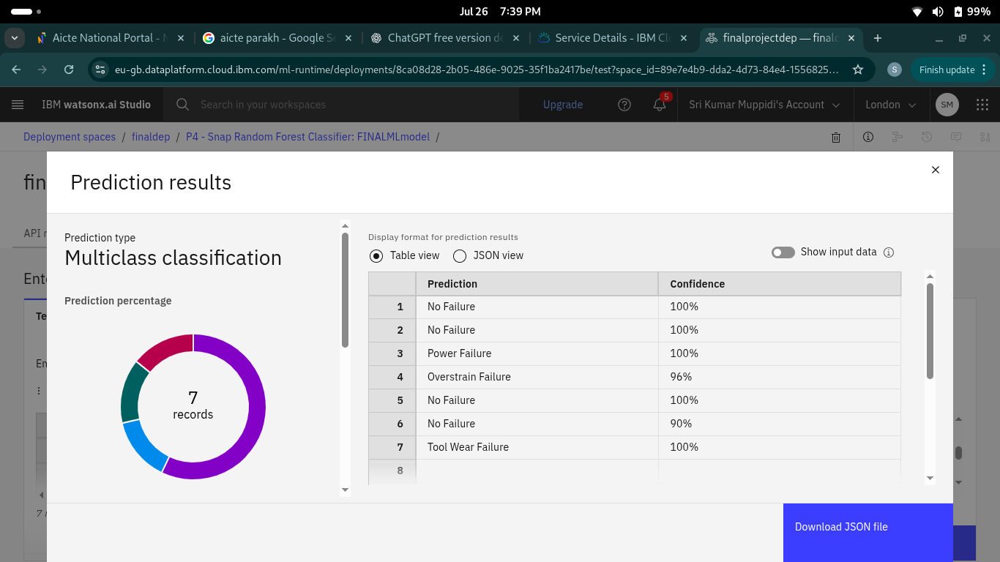 Jul 26 7:39 PM
99%
Aicte National Portal - N
aicte parakh - Google Se
ChatGPT free version de
Service Details - IBM Cl
finalprojectdep — finalc
eu-gb.dataplatform.cloud.ibm.com/ml-runtime/deployments/8ca08d28-2b05-486e-9025-35f1ba2417be/test?space_id=89e7e4b9-dda2-4d73-84e4-1556825...
S
Finish update
IBM watsonx.ai Studio
Search in your workspaces
Upgrade
5
Sri Kumar Muppidi's Account
London
SM
Deployment spaces / finaldep / P4 - Snap Random Forest Classifier: FINALMLmodel /
fin
Prediction results
API r
Ente
Te
En
7 r
Prediction type
Multiclass classification
Prediction percentage
7
records
Display format for prediction results
Table view JSON view
Show input data
Prediction Confidence
1 No Failure 100%
2 No Failure 100%
3 Power Failure 100%
4 Overstrain Failure 96%
5 No Failure 100%
6 No Failure 90%
7 Tool Wear Failure 100%
8
Download JSON file